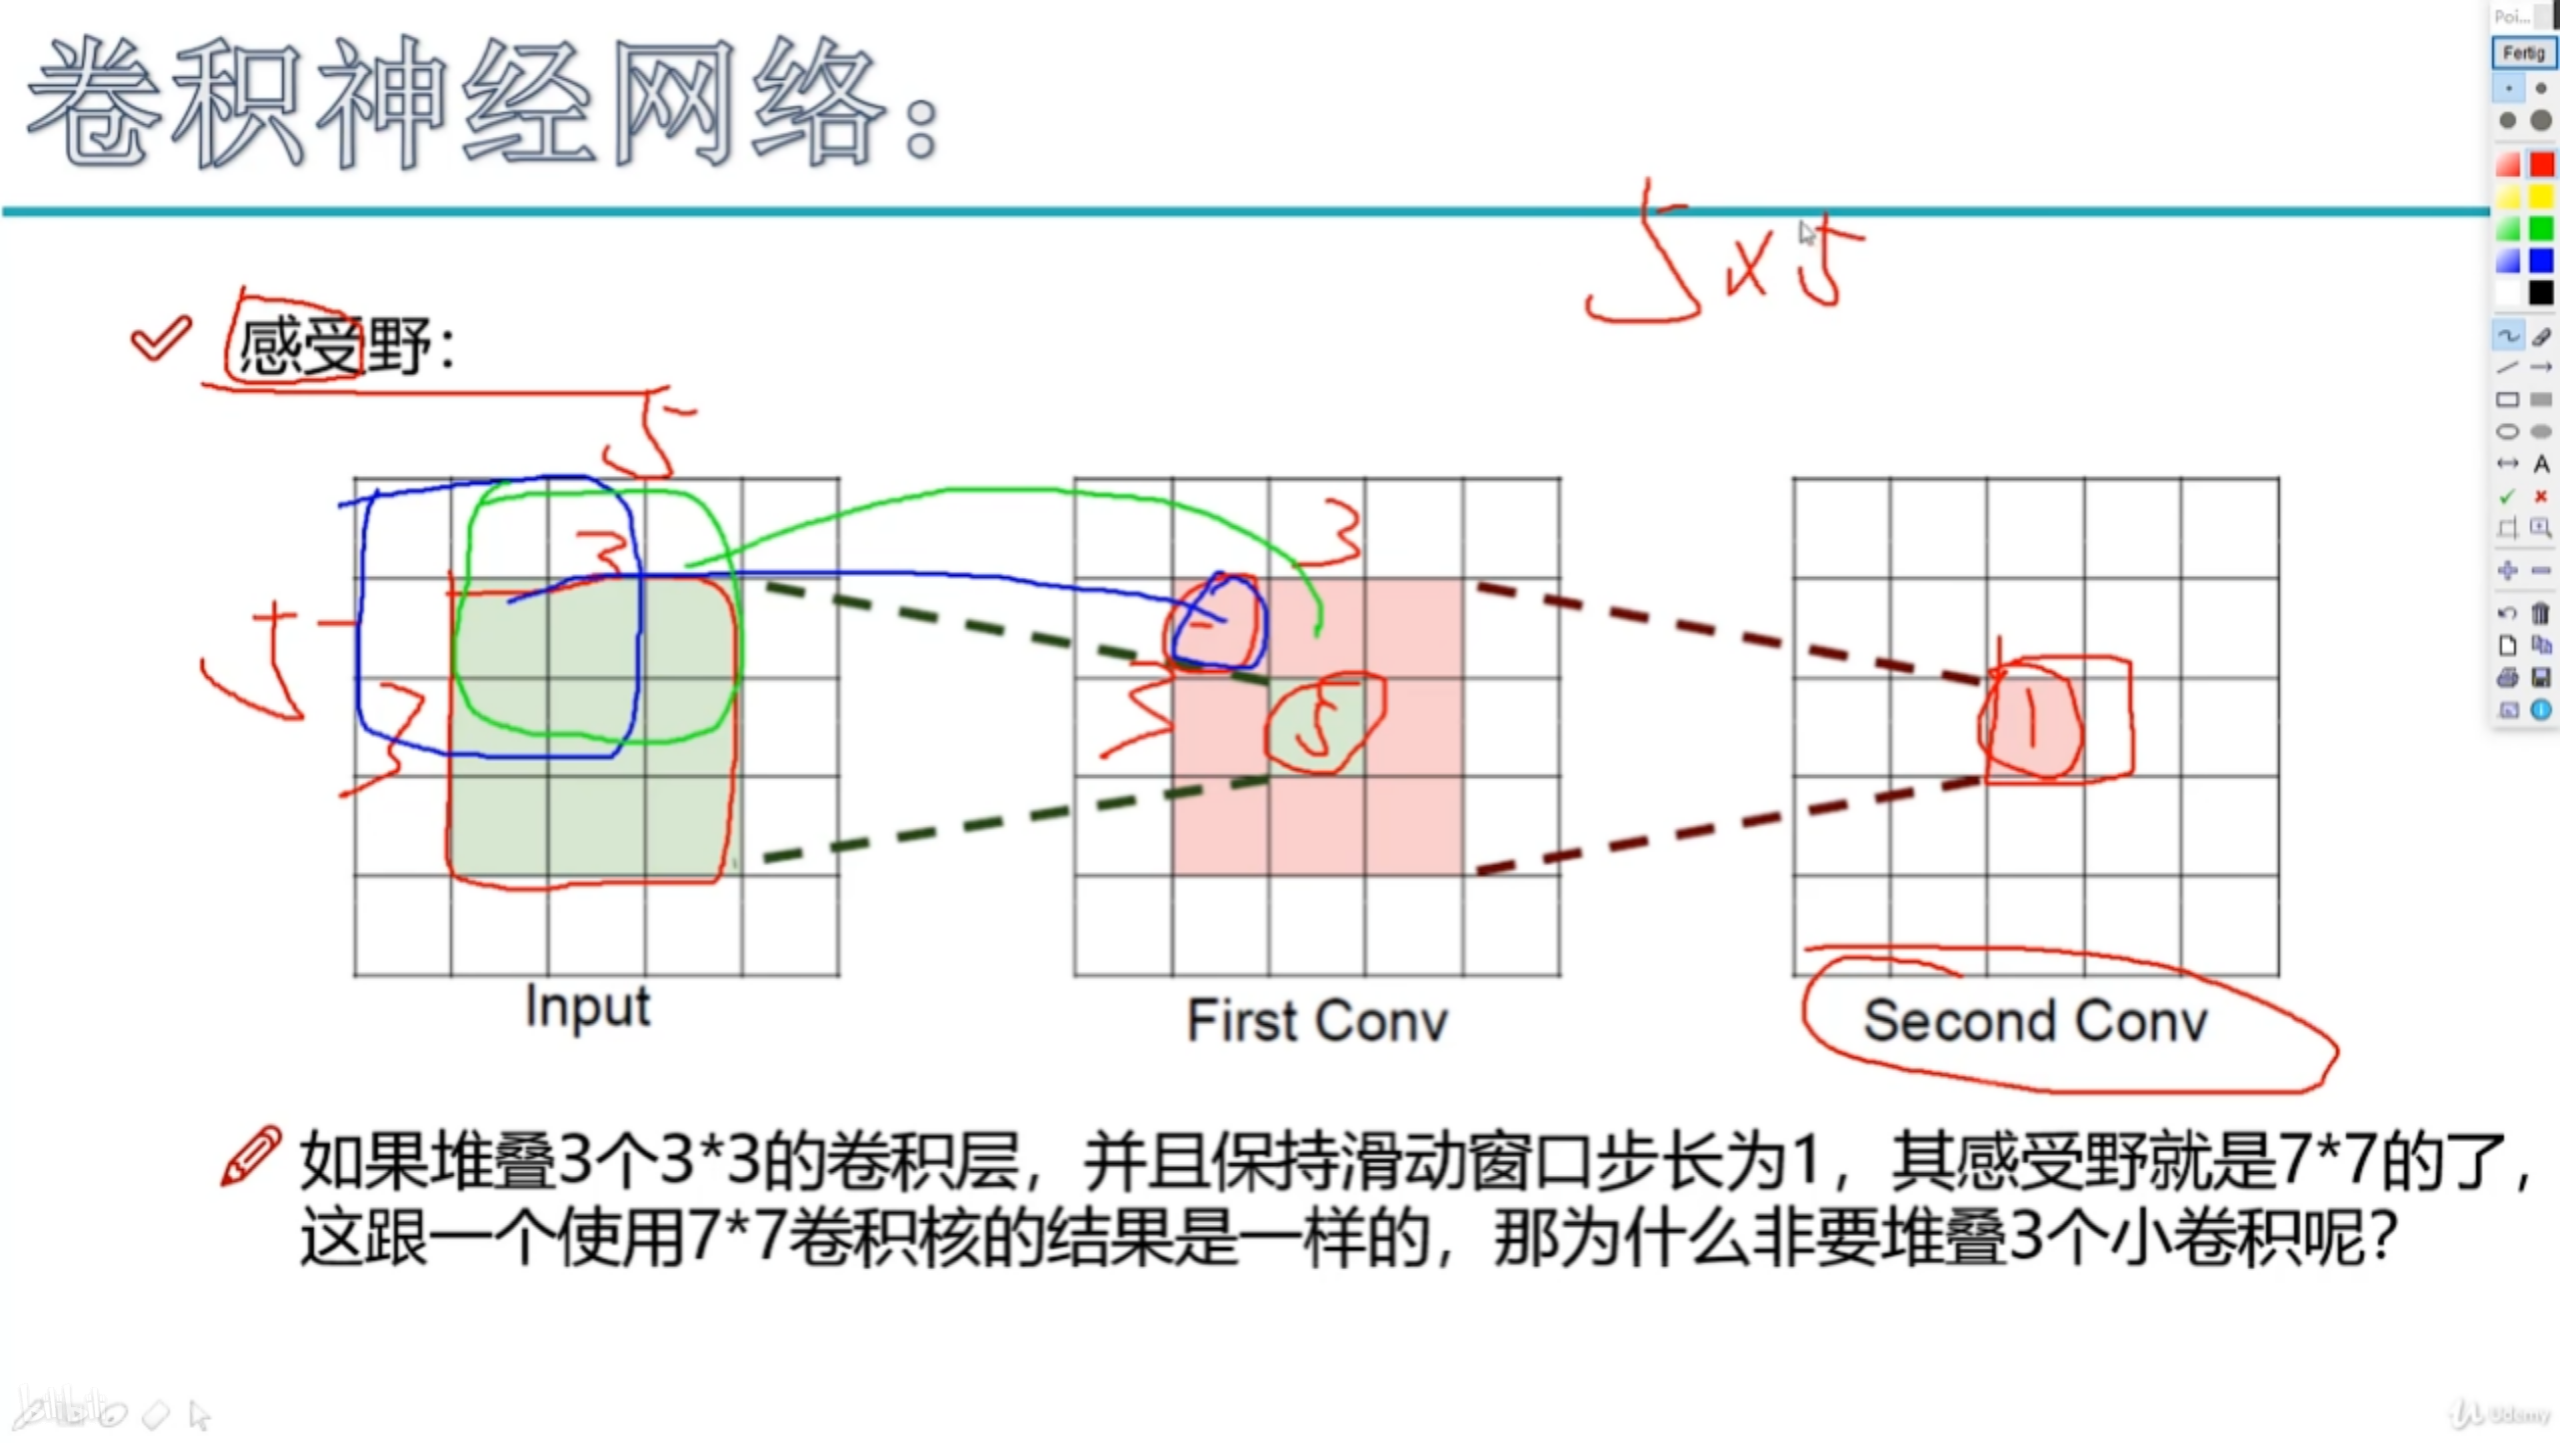 卷积神经网络：
Poi...
Fertig
5 x 5
感受野：
5
3
3
5
3
3
5
1
A
Input
First Conv
Second Conv
如果堆叠3个3*3的卷积层，并且保持滑动窗口步长为1，其感受野就是7*7的了，
这跟一个使用7*7卷积核的结果是一样的，那为什么非要堆叠3个小卷积呢？
bilibili
Udemy